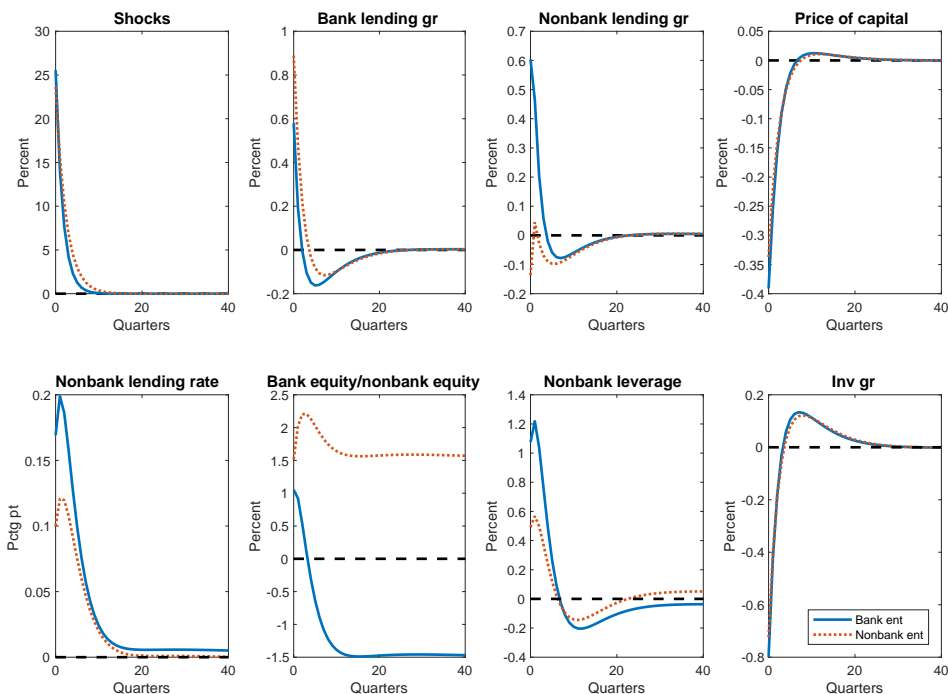 Shocks
Percent
30
25
20
15
10
5
0
0 20 40
Quarters
Bank lending gr
Percent
1
0.8
0.6
0.4
0.2
0
-0.2
0 20 40
Quarters
Nonbank lending gr
Percent
0.7
0.6
0.5
0.4
0.3
0.2
0.1
0
-0.1
-0.2
0 20 40
Quarters
Price of capital
Percent
0.05
0
-0.05
-0.1
-0.15
-0.2
-0.25
-0.3
-0.35
-0.4
0 20 40
Quarters
Nonbank lending rate
Pctg pt
0.2
0.15
0.1
0.05
0
0 20 40
Quarters
Bank equity/nonbank equity
Percent
2.5
2
1.5
1
0.5
0
-0.5
-1
-1.5
0 20 40
Quarters
Nonbank leverage
Percent
1.4
1.2
1
0.8
0.6
0.4
0.2
0
-0.2
-0.4
0 20 40
Quarters
Inv gr
Percent
0.2
0
-0.2
-0.4
-0.6
-0.8
0 20 40
Quarters
Bank ent
Nonbank ent